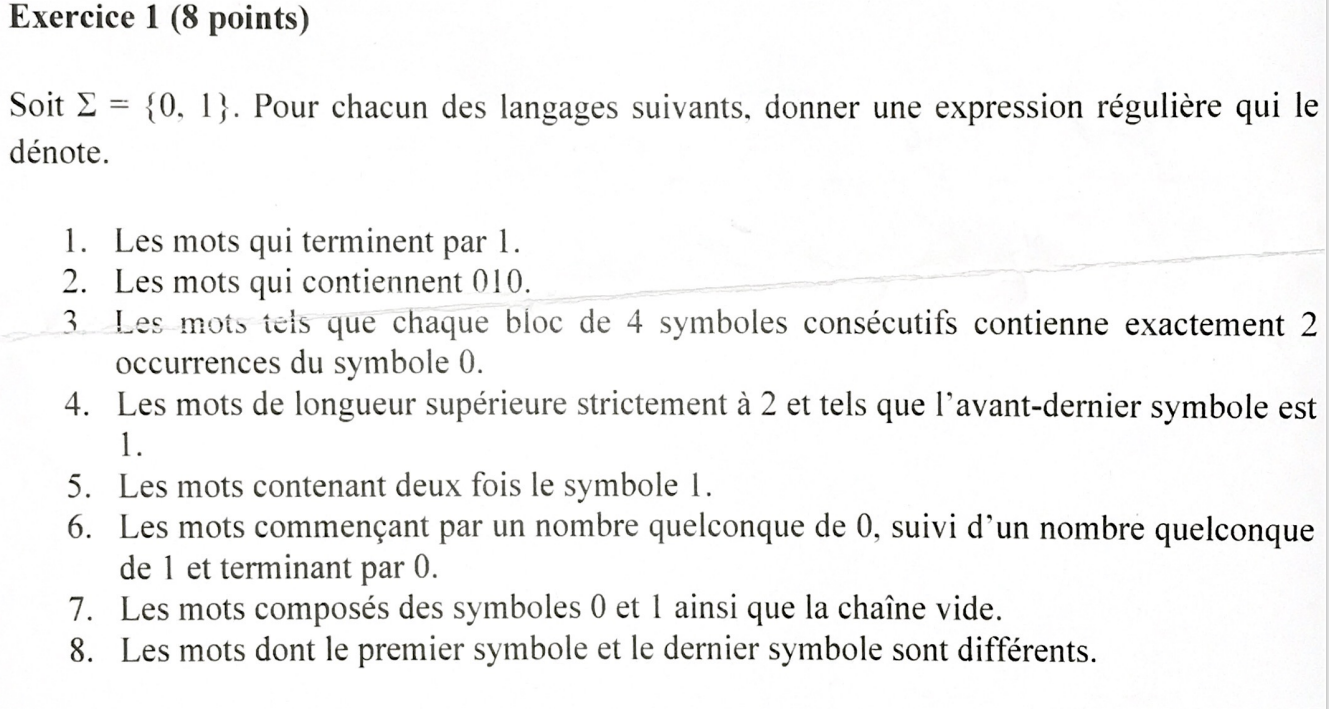 Exercice 1 (8 points)
Soit Σ = {0, 1}. Pour chacun des langages suivants, donner une expression régulière qui le
dénote.
1. Les mots qui terminent par 1.
2. Les mots qui contiennent 010.
3. Les mots tels que chaque bloc de 4 symboles consécutifs contienne exactement 2
occurrences du symbole 0.
4. Les mots de longueur supérieure strictement à 2 et tels que l'avant-dernier symbole est
1.
5. Les mots contenant deux fois le symbole 1.
6. Les mots commençant par un nombre quelconque de 0, suivi d'un nombre quelconque
de 1 et terminant par 0.
7. Les mots composés des symboles 0 et 1 ainsi que la chaîne vide.
8. Les mots dont le premier symbole et le dernier symbole sont différents.